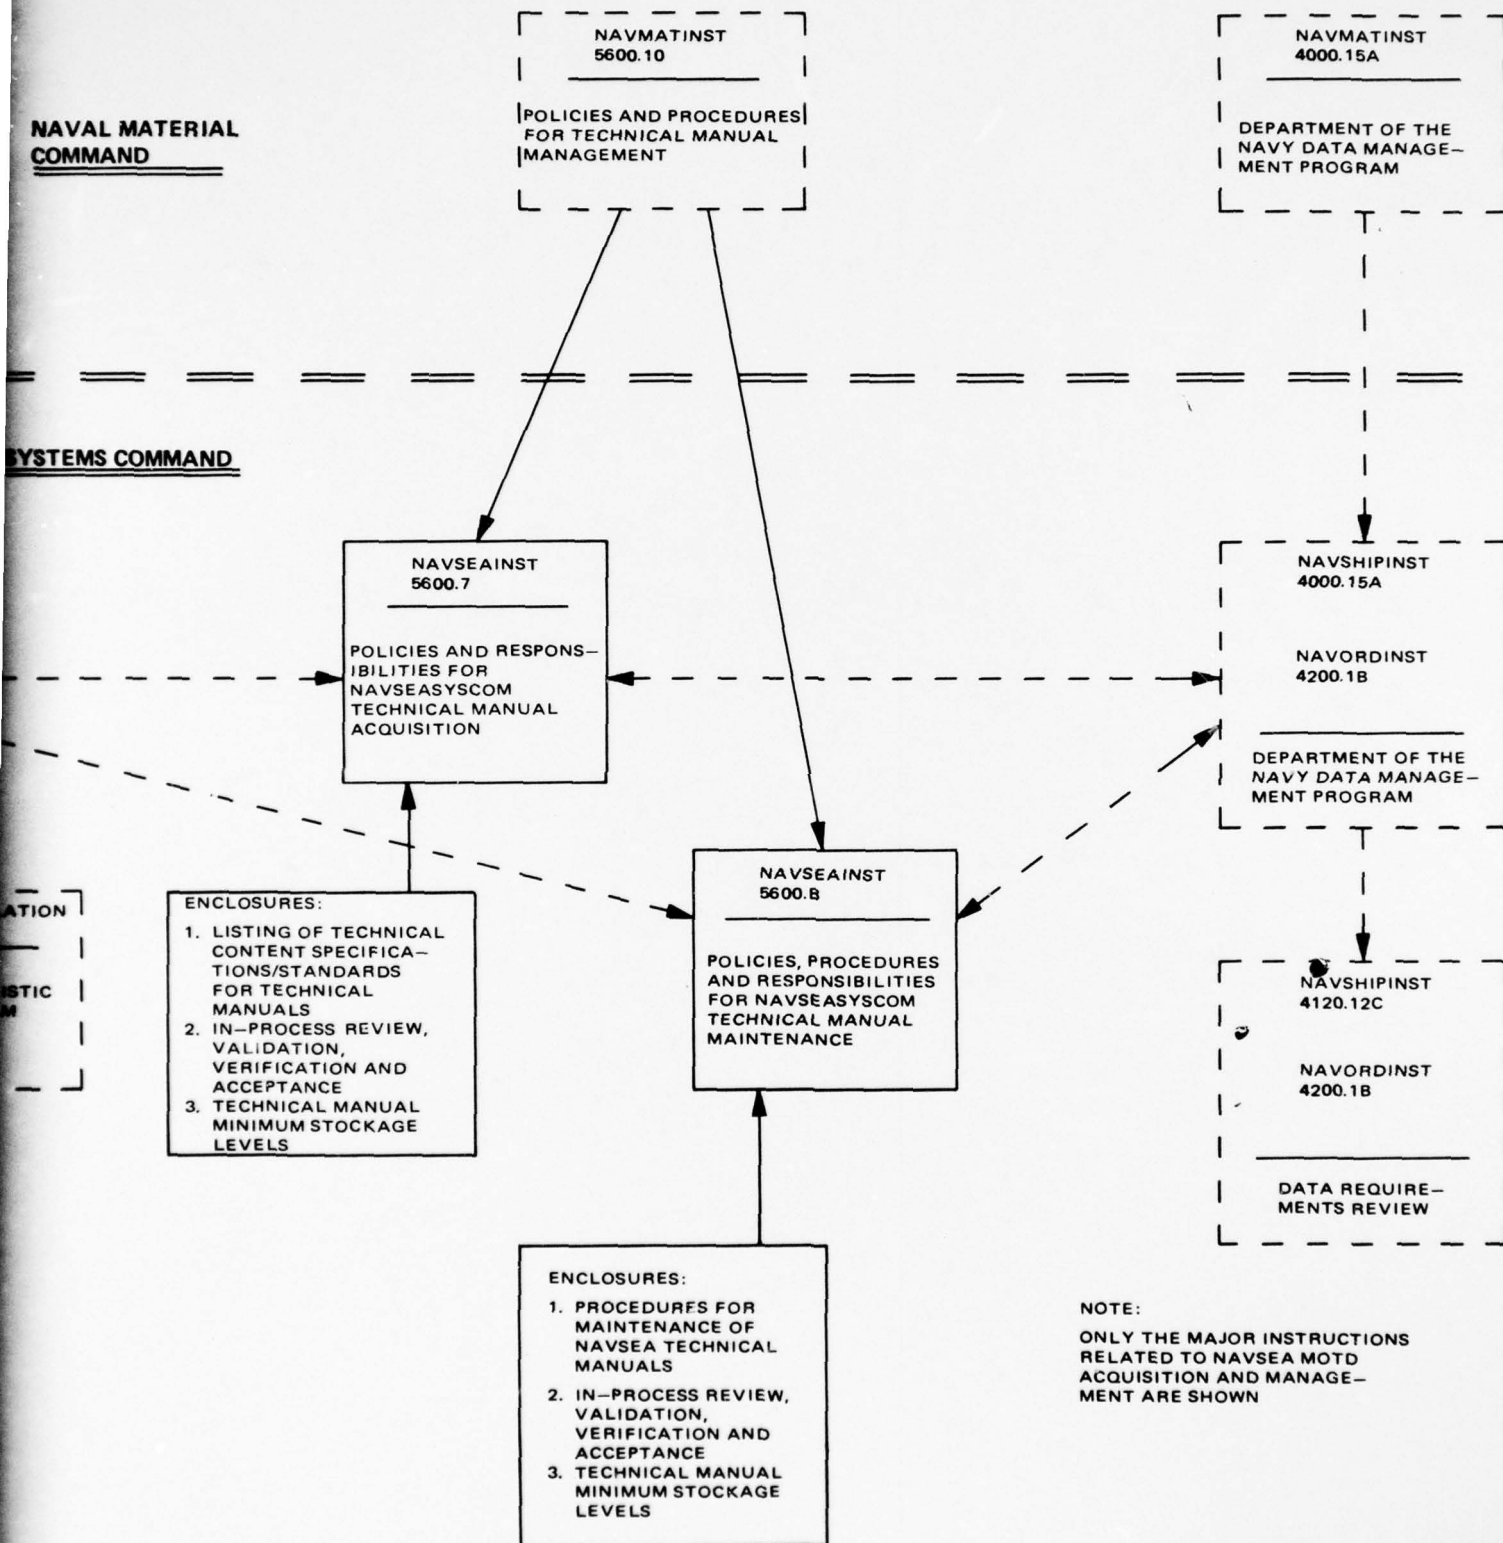 NAVMATINST
5600.10
POLICIES AND PROCEDURES
FOR TECHNICAL MANUAL
MANAGEMENT
NAVMATINST
4000.15A
DEPARTMENT OF THE
NAVY DATA MANAGE–
MENT PROGRAM
NAVAL MATERIAL
COMMAND
SYSTEMS COMMAND
NAVSEAINST
5600.7
POLICIES AND RESPONS–
IBILITIES FOR
NAVSEASYSCOM
TECHNICAL MANUAL
ACQUISITION
NAVSHIPINST
4000.15A
NAVORDINST
4200.1B
DEPARTMENT OF THE
NAVY DATA MANAGE–
MENT PROGRAM
NAVSEAINST
5600.B
POLICIES, PROCEDURES
AND RESPONSIBILITIES
FOR NAVSEASYSCOM
TECHNICAL MANUAL
MAINTENANCE
ATION
ISTIC
M
ENCLOSURES:
1. LISTING OF TECHNICAL
CONTENT SPECIFICA–
TIONS/STANDARDS
FOR TECHNICAL
MANUALS
2. IN–PROCESS REVIEW,
VALIDATION,
VERIFICATION AND
ACCEPTANCE
3. TECHNICAL MANUAL
MINIMUM STOCKAGE
LEVELS
NAVSHIPINST
4120.12C
NAVORDINST
4200.1B
DATA REQUIRE–
MENTS REVIEW
ENCLOSURES:
1. PROCEDURES FOR
MAINTENANCE OF
NAVSEA TECHNICAL
MANUALS
2. IN–PROCESS REVIEW,
VALIDATION,
VERIFICATION AND
ACCEPTANCE
3. TECHNICAL MANUAL
MINIMUM STOCKAGE
LEVELS
NOTE:
ONLY THE MAJOR INSTRUCTIONS
RELATED TO NAVSEA MOTD
ACQUISITION AND MANAGE–
MENT ARE SHOWN